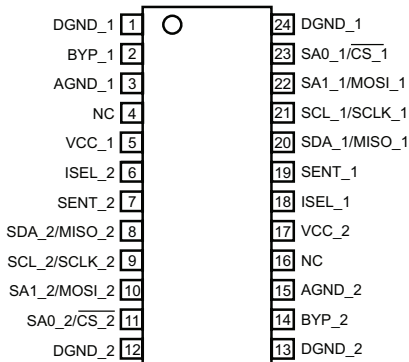 DGND_1 1 24 DGND_1
BYP_1 2 23 SA0_1/CS_1
AGND_1 3 22 SA1_1/MOSI_1
NC 4 21 SCL_1/SCLK_1
VCC_1 5 20 SDA_1/MISO_1
ISEL_2 6 19 SENT_1
SENT_2 7 18 ISEL_1
SDA_2/MISO_2 8 17 VCC_2
SCL_2/SCLK_2 9 16 NC
SA1_2/MOSI_2 10 15 AGND_2
SA0_2/CS_2 11 14 BYP_2
DGND_2 12 13 DGND_2